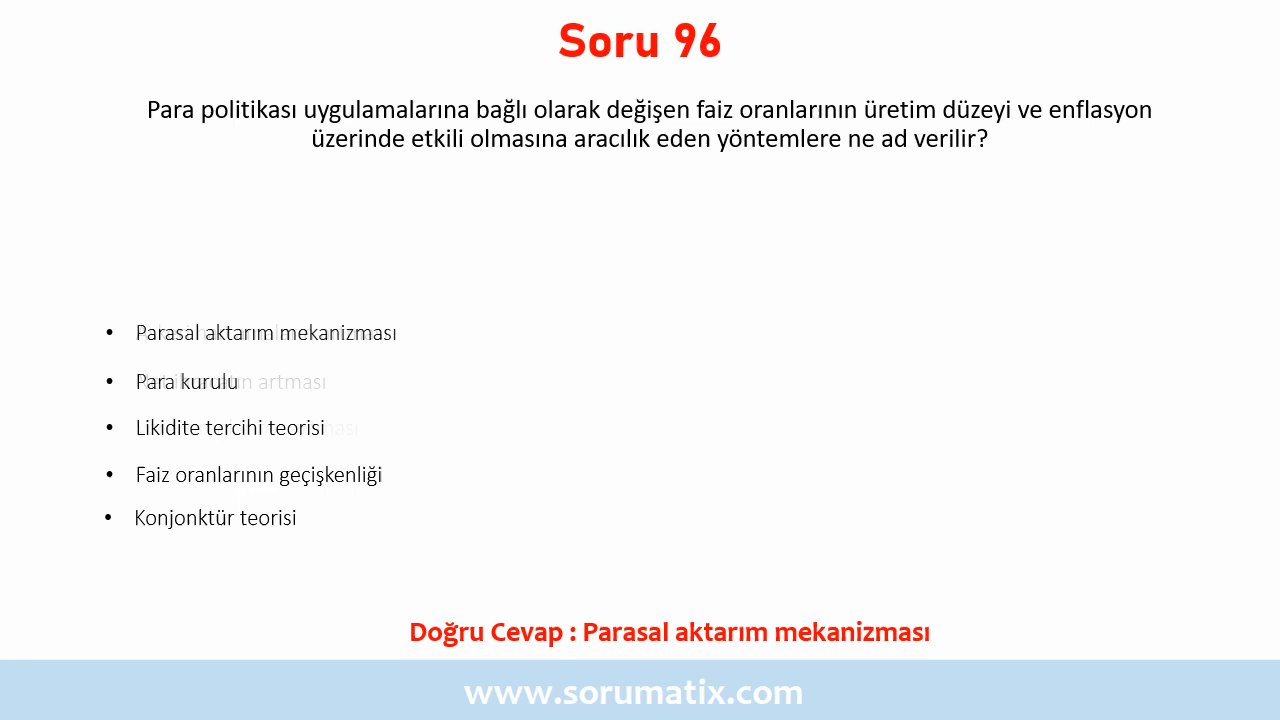 Soru 96
Para politikası uygulamalarına bağlı olarak değişen faiz oranlarının üretim düzeyi ve enflasyon
üzerinde etkili olmasına aracılık eden yöntemlere ne ad verilir?
• Parasal aktarım mekanizması
• Para kurulu
• Likidite tercihi teorisi
• Faiz oranlarının geçişkenliği
• Konjonktür teorisi
Doğru Cevap : Parasal aktarım mekanizması
www.sorumatix.com